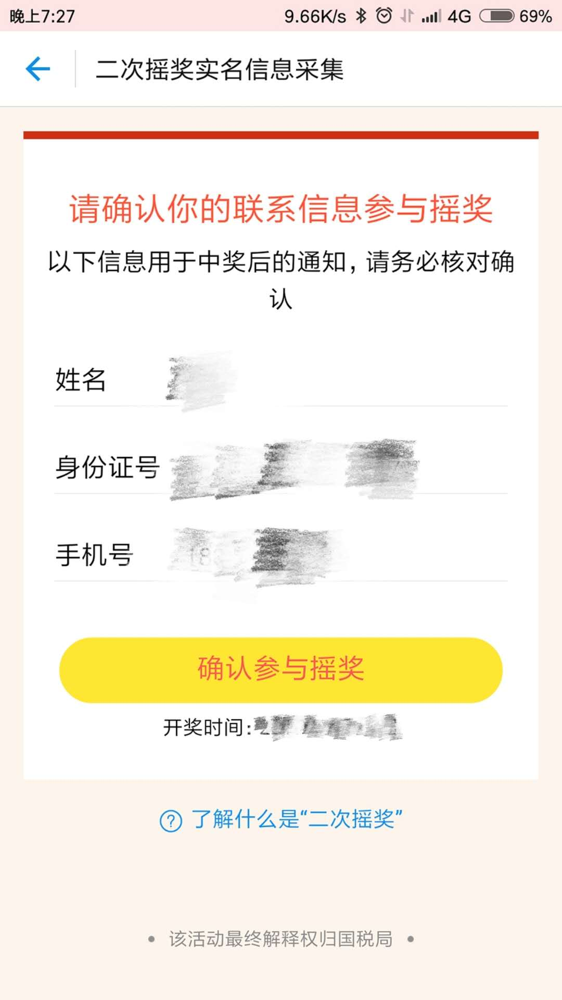 晚上7:27 9.66K/s 4G 69%
二次摇奖实名信息采集
请确认你的联系信息参与摇奖
以下信息用于中奖后的通知，请务必核对确
认
姓名
身份证号
手机号 18
确认参与摇奖
开奖时间:
? 了解什么是“二次摇奖”
• 该活动最终解释权归国税局 •